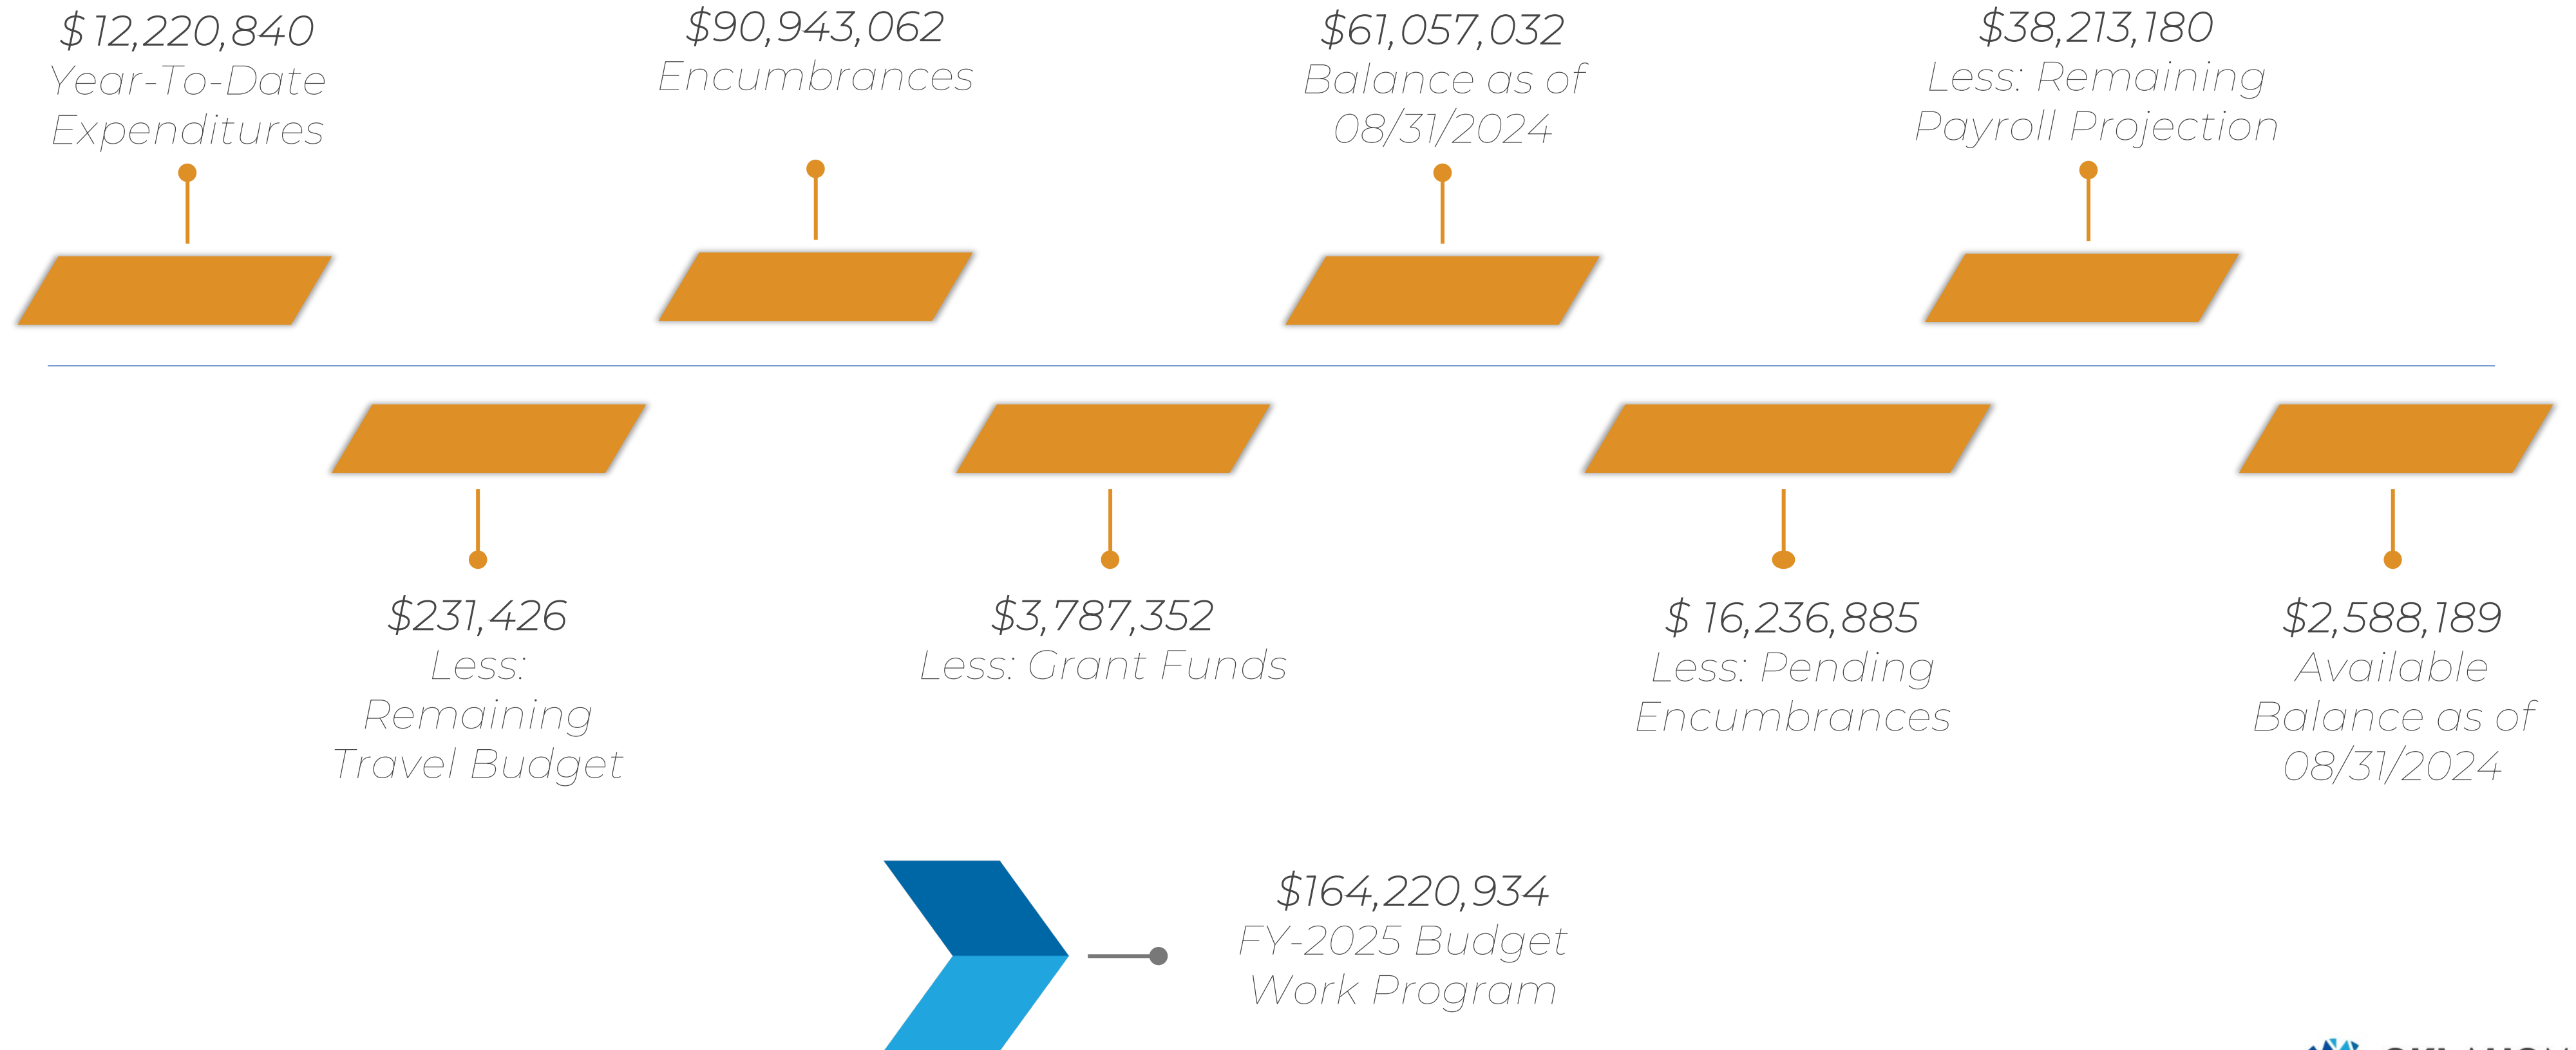 $ 12,220,840
Year-To-Date
Expenditures
$90,943,062
Encumbrances
$61,057,032
Balance as of
08/31/2024
$38,213,180
Less: Remaining
Payroll Projection
$231,426
Less:
Remaining
Travel Budget
$3,787,352
Less: Grant Funds
$ 16,236,885
Less: Pending
Encumbrances
$2,588,189
Available
Balance as of
08/31/2024
$164,220,934
FY-2025 Budget
Work Program